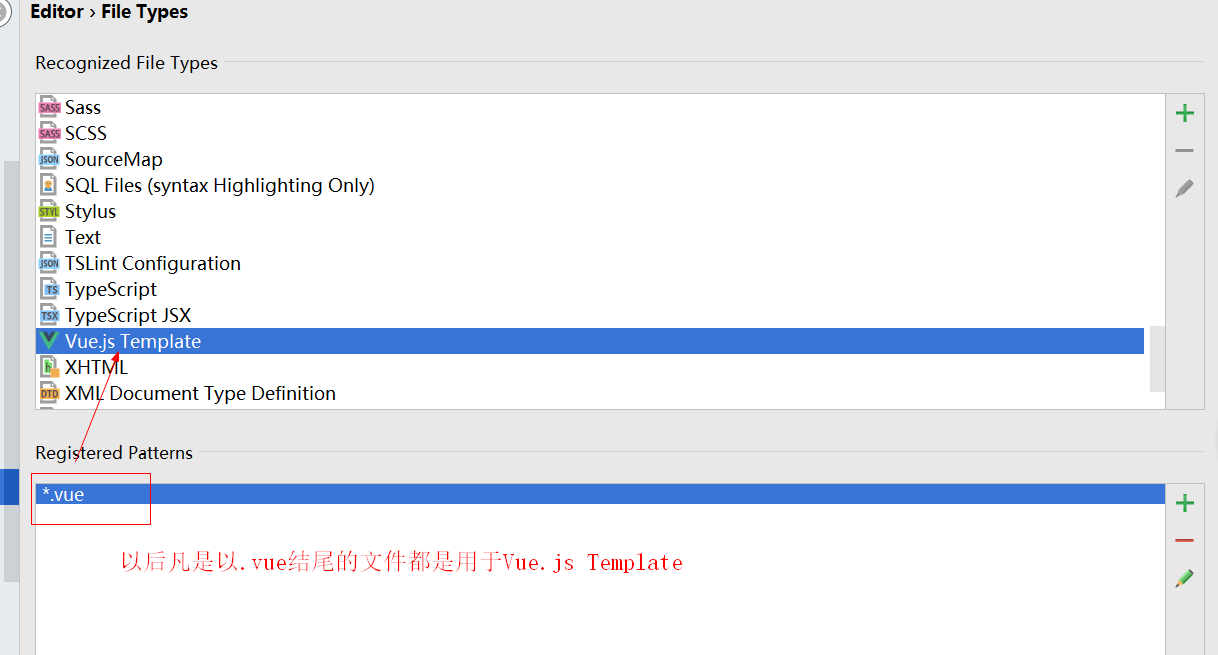 Editor › File Types
Recognized File Types
SASS Sass
SASS SCSS
JSON SourceMap
SQL Files (syntax Highlighting Only)
STYL Stylus
Text
JSON TSLint Configuration
TS TypeScript
TSX TypeScript JSX
Vue.js Template
h XHTML
DTD XML Document Type Definition
Registered Patterns
*.vue
以后凡是以.vue结尾的文件都是用于Vue.js Template